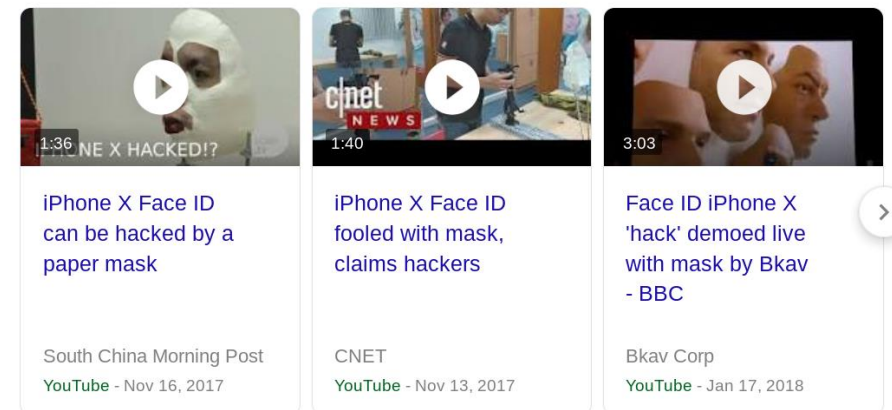 1:36
IPHONE X HACKED!?
iPhone X Face ID
can be hacked by a
paper mask
South China Morning Post
YouTube - Nov 16, 2017
c|net
NEWS
1:40
iPhone X Face ID
fooled with mask,
claims hackers
CNET
YouTube - Nov 13, 2017
3:03
Face ID iPhone X
'hack' demoed live
with mask by Bkav
- BBC
Bkav Corp
YouTube - Jan 17, 2018